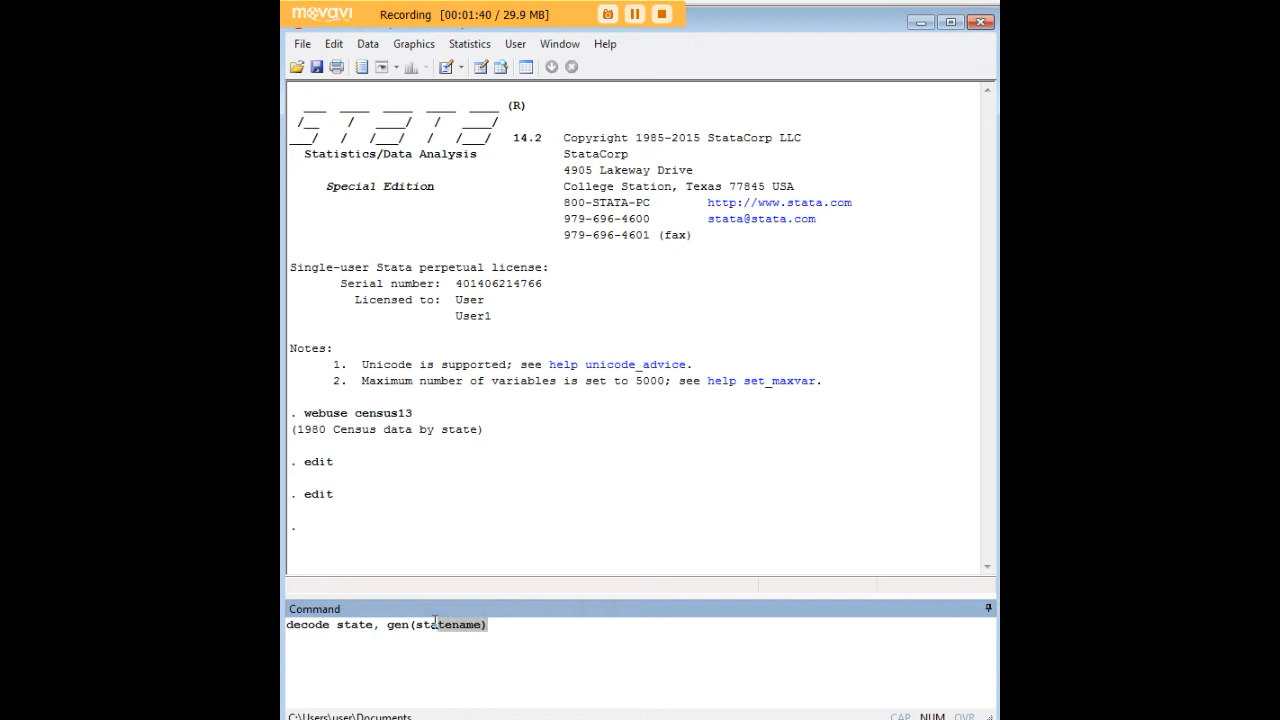 movavi Recording [00:01:40 / 29.9 MB]
File Edit Data Graphics Statistics User Window Help
(R)
14.2 Copyright 1985-2015 StataCorp LLC
Statistics/Data Analysis StataCorp
4905 Lakeway Drive
Special Edition College Station, Texas 77845 USA
800-STATA-PC http://www.stata.com
979-696-4600 stata@stata.com
979-696-4601 (fax)
Single-user Stata perpetual license:
Serial number: 401406214766
Licensed to: User
User1
Notes:
1. Unicode is supported; see help unicode_advice.
2. Maximum number of variables is set to 5000; see help set_maxvar.
. webuse census13
(1980 Census data by state)
. edit
. edit
.
Command
decode state, gen(statename)
C:\Users\user\Documents CAP NUM OVR